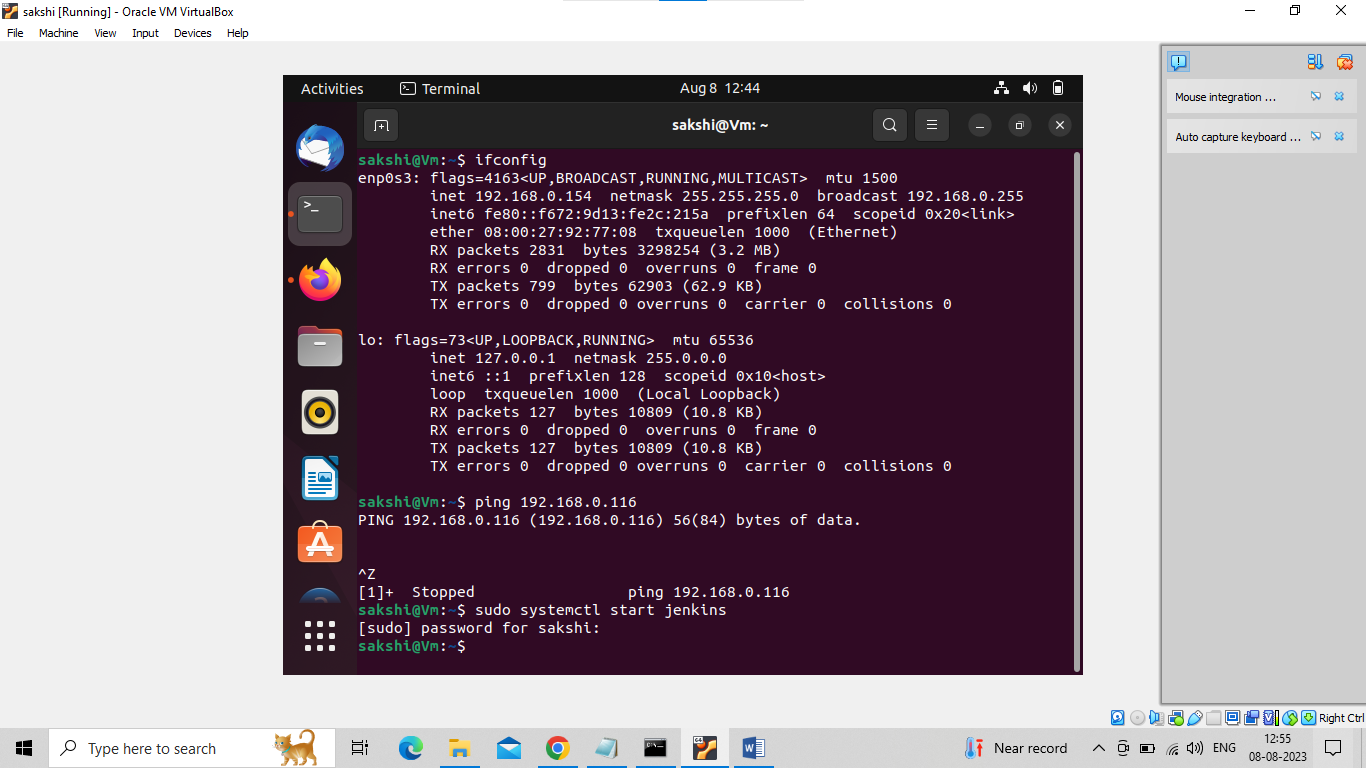 sakshi [Running] - Oracle VM VirtualBox
File Machine View Input Devices Help
Activities Terminal Aug 8 12:44
sakshi@Vm: ~
Mouse integration ...
Auto capture keyboard ...
sakshi@Vm:~$ ifconfig
enp0s3: flags=4163<UP,BROADCAST,RUNNING,MULTICAST>  mtu 1500
        inet 192.168.0.154  netmask 255.255.255.0  broadcast 192.168.0.255
        inet6 fe80::f672:9d13:fe2c:215a  prefixlen 64  scopeid 0x20<link>
        ether 08:00:27:92:77:08  txqueuelen 1000  (Ethernet)
        RX packets 2831  bytes 3298254 (3.2 MB)
        RX errors 0  dropped 0  overruns 0  frame 0
        TX packets 799  bytes 62903 (62.9 KB)
        TX errors 0  dropped 0 overruns 0  carrier 0  collisions 0
lo: flags=73<UP,LOOPBACK,RUNNING>  mtu 65536
        inet 127.0.0.1  netmask 255.0.0.0
        inet6 ::1  prefixlen 128  scopeid 0x10<host>
        loop  txqueuelen 1000  (Local Loopback)
        RX packets 127  bytes 10809 (10.8 KB)
        RX errors 0  dropped 0  overruns 0  frame 0
        TX packets 127  bytes 10809 (10.8 KB)
        TX errors 0  dropped 0 overruns 0  carrier 0  collisions 0
sakshi@Vm:~$ ping 192.168.0.116
PING 192.168.0.116 (192.168.0.116) 56(84) bytes of data.
^Z
[1]+  Stopped                 ping 192.168.0.116
sakshi@Vm:~$ sudo systemctl start jenkins
[sudo] password for sakshi:
sakshi@Vm:~$
Right Ctrl
Type here to search
Near record
ENG
12:55
08-08-2023